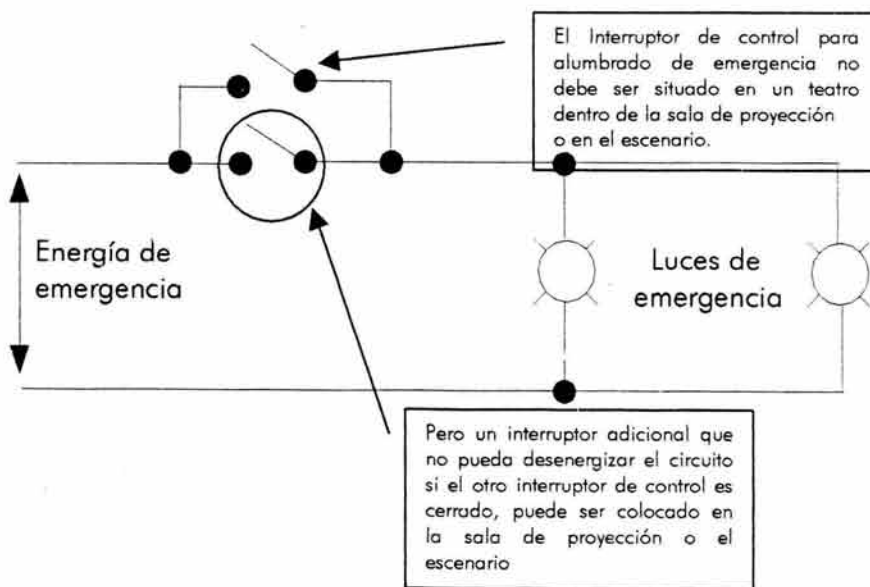 El Interruptor de control para
alumbrado de emergencia no
debe ser situado en un teatro
dentro de la sala de proyección
o en el escenario.
Energía de
emergencia
Luces de
emergencia
Pero un interruptor adicional que
no pueda desenergizar el circuito
si el otro interruptor de control es
cerrado, puede ser colocado en
la sala de proyección o el
escenario